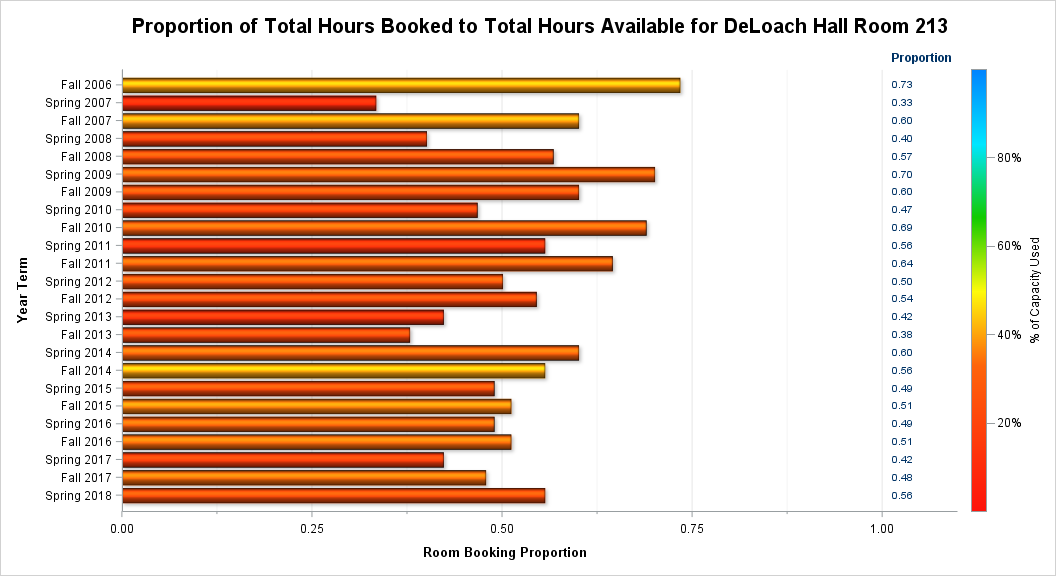 Proportion of Total Hours Booked to Total Hours Available for DeLoach Hall Room 213
Proportion
Fall 2006 0.73
Spring 2007 0.33
Fall 2007 0.60
Spring 2008 0.40
Fall 2008 0.57
Spring 2009 0.70
Fall 2009 0.60
Spring 2010 0.47
Fall 2010 0.69
Spring 2011 0.56
Fall 2011 0.64
Spring 2012 0.50
Fall 2012 0.54
Spring 2013 0.42
Fall 2013 0.38
Spring 2014 0.60
Fall 2014 0.56
Spring 2015 0.49
Fall 2015 0.51
Spring 2016 0.49
Fall 2016 0.51
Spring 2017 0.42
Fall 2017 0.48
Spring 2018 0.56
Year Term
0.00 0.25 0.50 0.75 1.00
Room Booking Proportion
80%
60%
40%
20%
% of Capacity Used